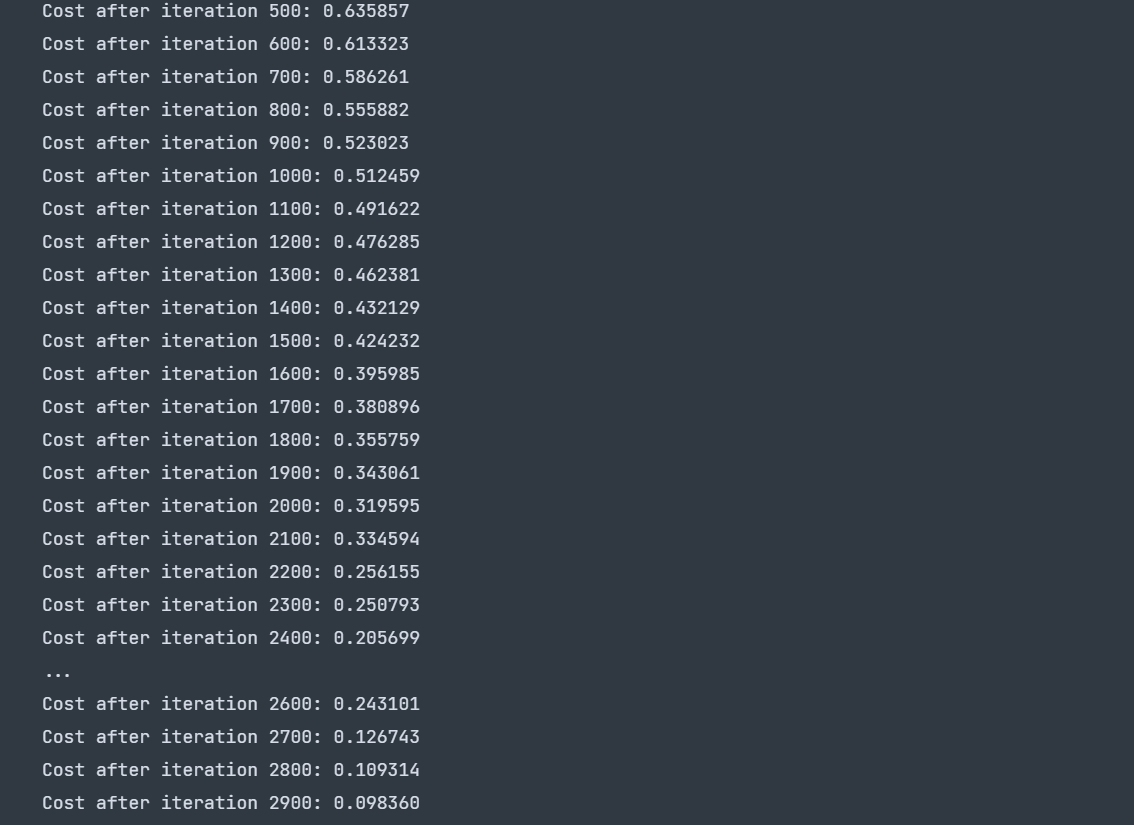 Cost after iteration 500: 0.635857
Cost after iteration 600: 0.613323
Cost after iteration 700: 0.586261
Cost after iteration 800: 0.555882
Cost after iteration 900: 0.523023
Cost after iteration 1000: 0.512459
Cost after iteration 1100: 0.491622
Cost after iteration 1200: 0.476285
Cost after iteration 1300: 0.462381
Cost after iteration 1400: 0.432129
Cost after iteration 1500: 0.424232
Cost after iteration 1600: 0.395985
Cost after iteration 1700: 0.380896
Cost after iteration 1800: 0.355759
Cost after iteration 1900: 0.343061
Cost after iteration 2000: 0.319595
Cost after iteration 2100: 0.334594
Cost after iteration 2200: 0.256155
Cost after iteration 2300: 0.250793
Cost after iteration 2400: 0.205699
...
Cost after iteration 2600: 0.243101
Cost after iteration 2700: 0.126743
Cost after iteration 2800: 0.109314
Cost after iteration 2900: 0.098360